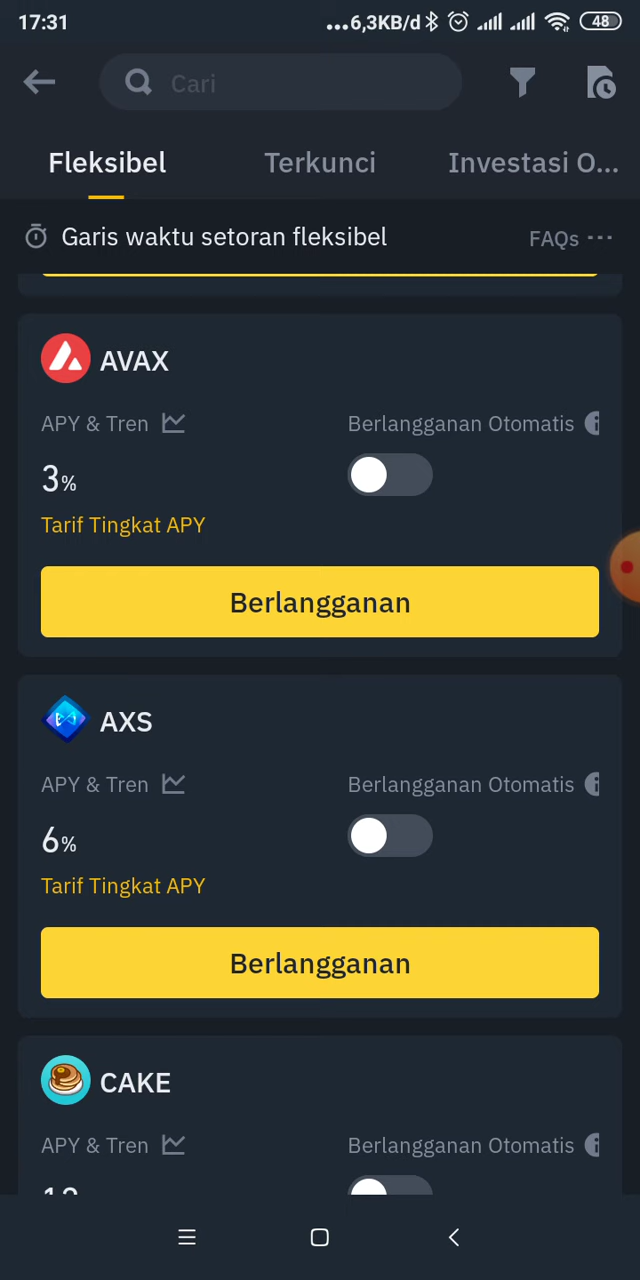 17:31 ...6,3KB/d 48
Cari
Fleksibel Terkunci Investasi O...
Garis waktu setoran fleksibel FAQs
AVAX
APY & Tren Berlangganan Otomatis
3%
Tarif Tingkat APY
Berlangganan
AXS
APY & Tren Berlangganan Otomatis
6%
Tarif Tingkat APY
Berlangganan
CAKE
APY & Tren Berlangganan Otomatis